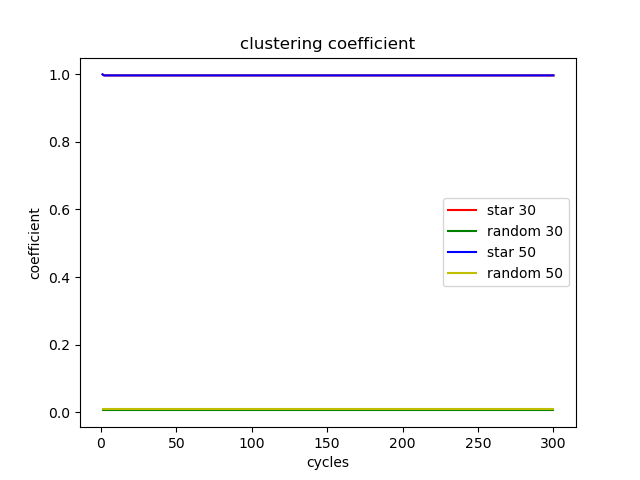 clustering coefficient
1.0
0.8
0.6
0.4
0.2
0.0
coefficient
star 30
random 30
star 50
random 50
0 50 100 150 200 250 300
cycles